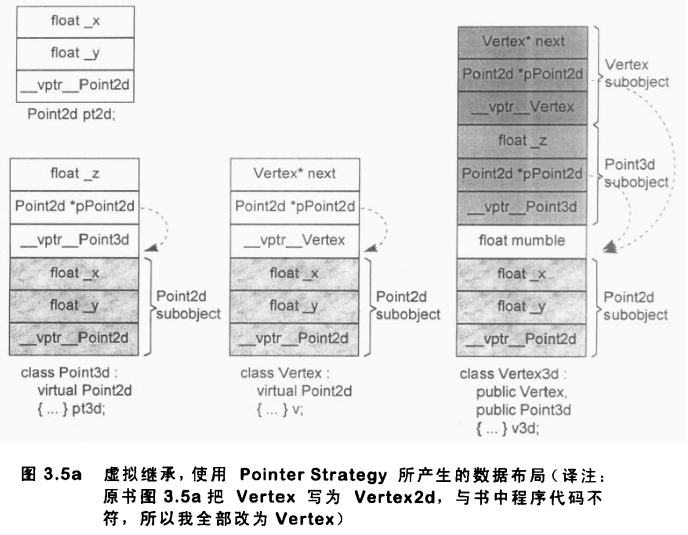 float _x
float _y
__vptr__Point2d
Point2d pt2d;
float _z
Point2d *pPoint2d
__vptr__Point3d
float _x
float _y
__vptr__Point2d
Point2d
subobject
class Point3d :
virtual Point2d
{ ... } pt3d;
Vertex* next
Point2d *pPoint2d
__vptr__Vertex
float _x
float _y
__vptr__Point2d
Point2d
subobject
class Vertex :
virtual Point2d
{ ... } v;
Vertex* next
Point2d *pPoint2d
__vptr__Vertex
Vertex
subobject
float _z
Point2d *pPoint2d
__vptr__Point3d
Point3d
subobject
float mumble
float _x
float _y
__vptr__Point2d
Point2d
subobject
class Vertex3d :
public Vertex,
public Point3d
{ ... } v3d;
图 3.5a 虚拟继承,使用 Pointer Strategy 所产生的数据布局(译注:
原书图3.5a把 Vertex 写为 Vertex2d,与书中程序代码不
符,所以我全部改为 Vertex)